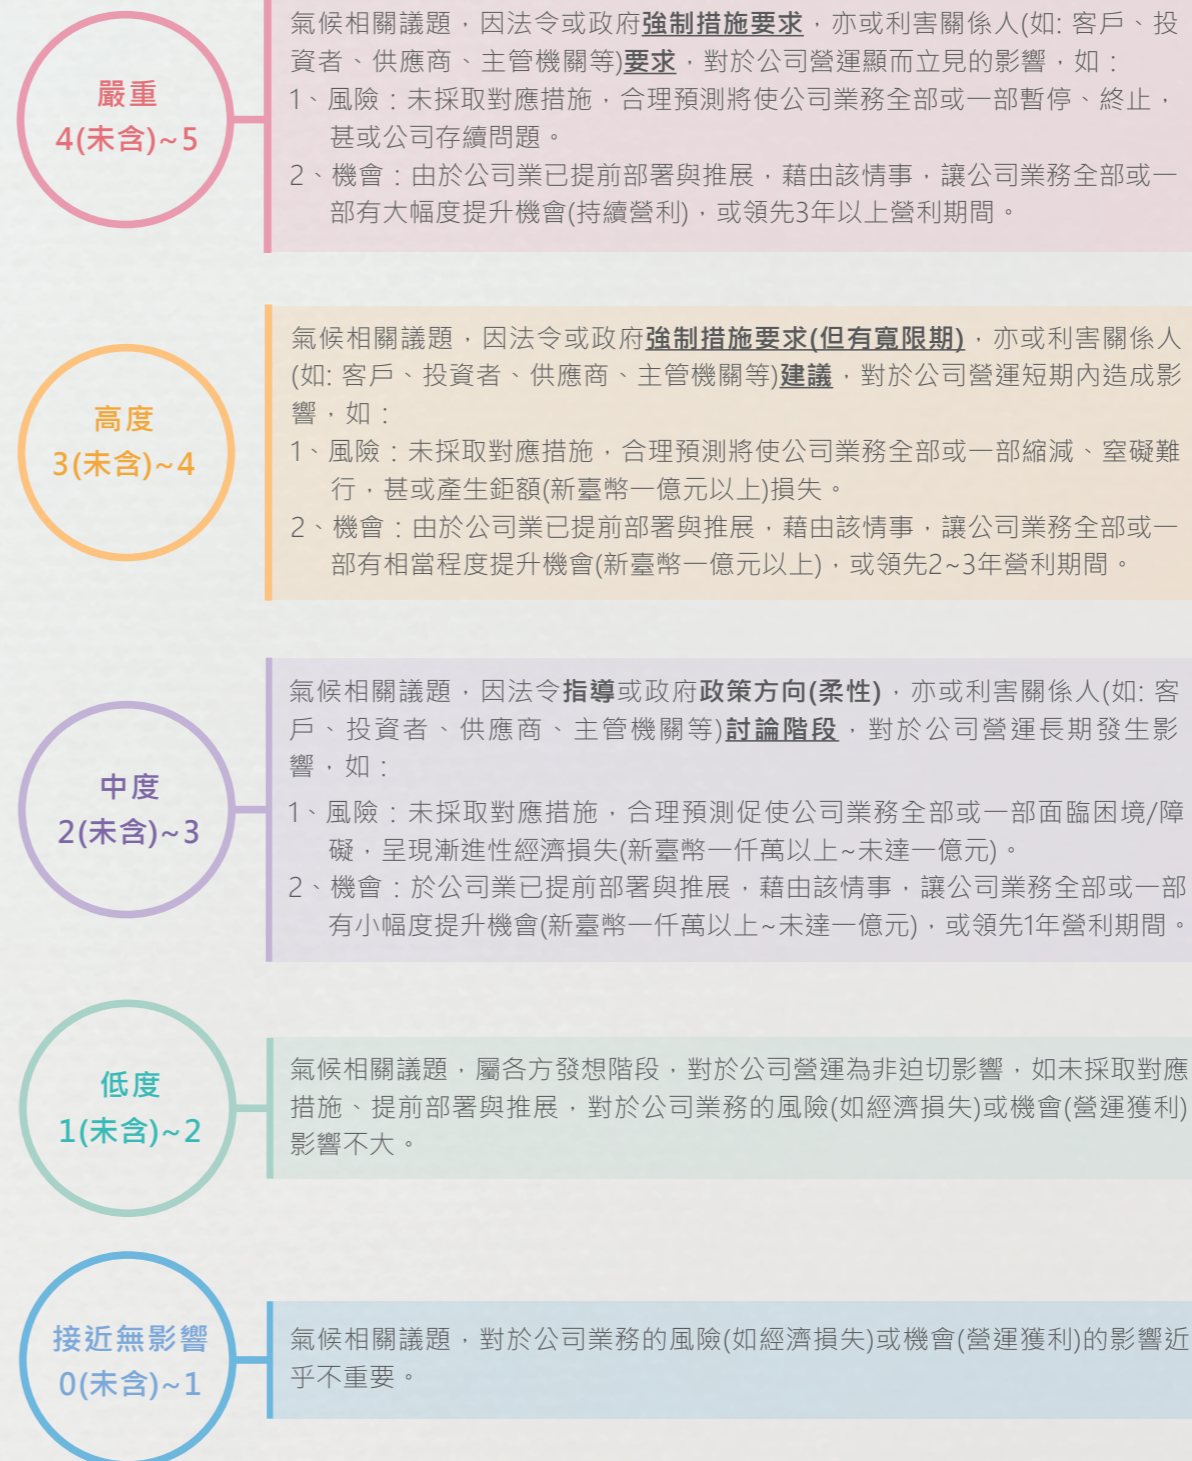 嚴重
4(未含)~5
氣候相關議題，因法令或政府強制措施要求，亦或利害關係人(如: 客戶、投
資者、供應商、主管機關等)要求，對於公司營運顯而立見的影響，如：
1、風險：未採取對應措施，合理預測將使公司業務全部或一部暫停、終止，
甚或公司存續問題。
2、機會：由於公司業已提前部署與推展，藉由該情事，讓公司業務全部或一
部有大幅度提升機會(持續營利)，或領先3年以上營利期間。
高度
3(未含)~4
氣候相關議題，因法令或政府強制措施要求(但有寬限期)，亦或利害關係人
(如: 客戶、投資者、供應商、主管機關等)建議，對於公司營運短期內造成影
響，如：
1、風險：未採取對應措施，合理預測將使公司業務全部或一部縮減、窒礙難
行，甚或產生鉅額(新臺幣一億元以上)損失。
2、機會：由於公司業已提前部署與推展，藉由該情事，讓公司業務全部或一
部有相當程度提升機會(新臺幣一億元以上)，或領先2~3年營利期間。
中度
2(未含)~3
氣候相關議題，因法令指導或政府政策方向(柔性)，亦或利害關係人(如: 客
戶、投資者、供應商、主管機關等)討論階段，對於公司營運長期發生影
響，如：
1、風險：未採取對應措施，合理預測促使公司業務全部或一部面臨困境/障
礙，呈現漸進性經濟損失(新臺幣一仟萬以上~未達一億元)。
2、機會：於公司業已提前部署與推展，藉由該情事，讓公司業務全部或一部
有小幅度提升機會(新臺幣一仟萬以上~未達一億元)，或領先1年營利期間。
低度
1(未含)~2
氣候相關議題，屬各方發想階段，對於公司營運為非迫切影響，如未採取對應
措施、提前部署與推展，對於公司業務的風險(如經濟損失)或機會(營運獲利)
影響不大。
接近無影響
0(未含)~1
氣候相關議題，對於公司業務的風險(如經濟損失)或機會(營運獲利)的影響近
乎不重要。